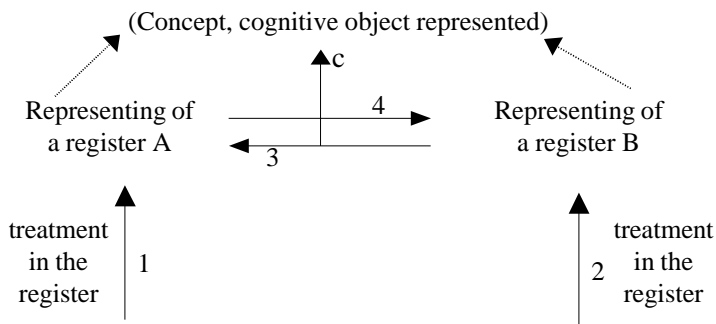 (Concept, cognitive object represented)
c
Representing of
a register A
4
3
Representing of
a register B
treatment
in the
register
1
2
treatment
in the
register